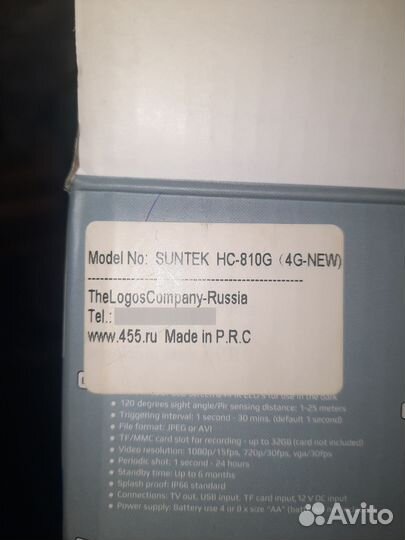 Model No: SUNTEK HC-810G (4G-NEW)
TheLogosCompany-Russia
Tel.:
www.455.ru Made in P.R.C
for use in the dark
• 120 degrees sight angle/Pir sensing distance: 1-25 meters
• Triggering interval: 1 second - 30 mins. (default 1 second)
• File format: JPEG or AVI
• TF/MMC card slot for recording - up to 32GB (card not included)
• Video resolution: 1080p/15fps, 720p/30fps, vga/30fps
• Periodic shot: 1 second - 24 hours
• Standby time: Up to 6 months
• Splash proof: IP66 standard
• Connections: TV out, USB input, TF card input, 12 V DC input
• Power supply: Battery use 4 or 8 x size "AA"
Avito